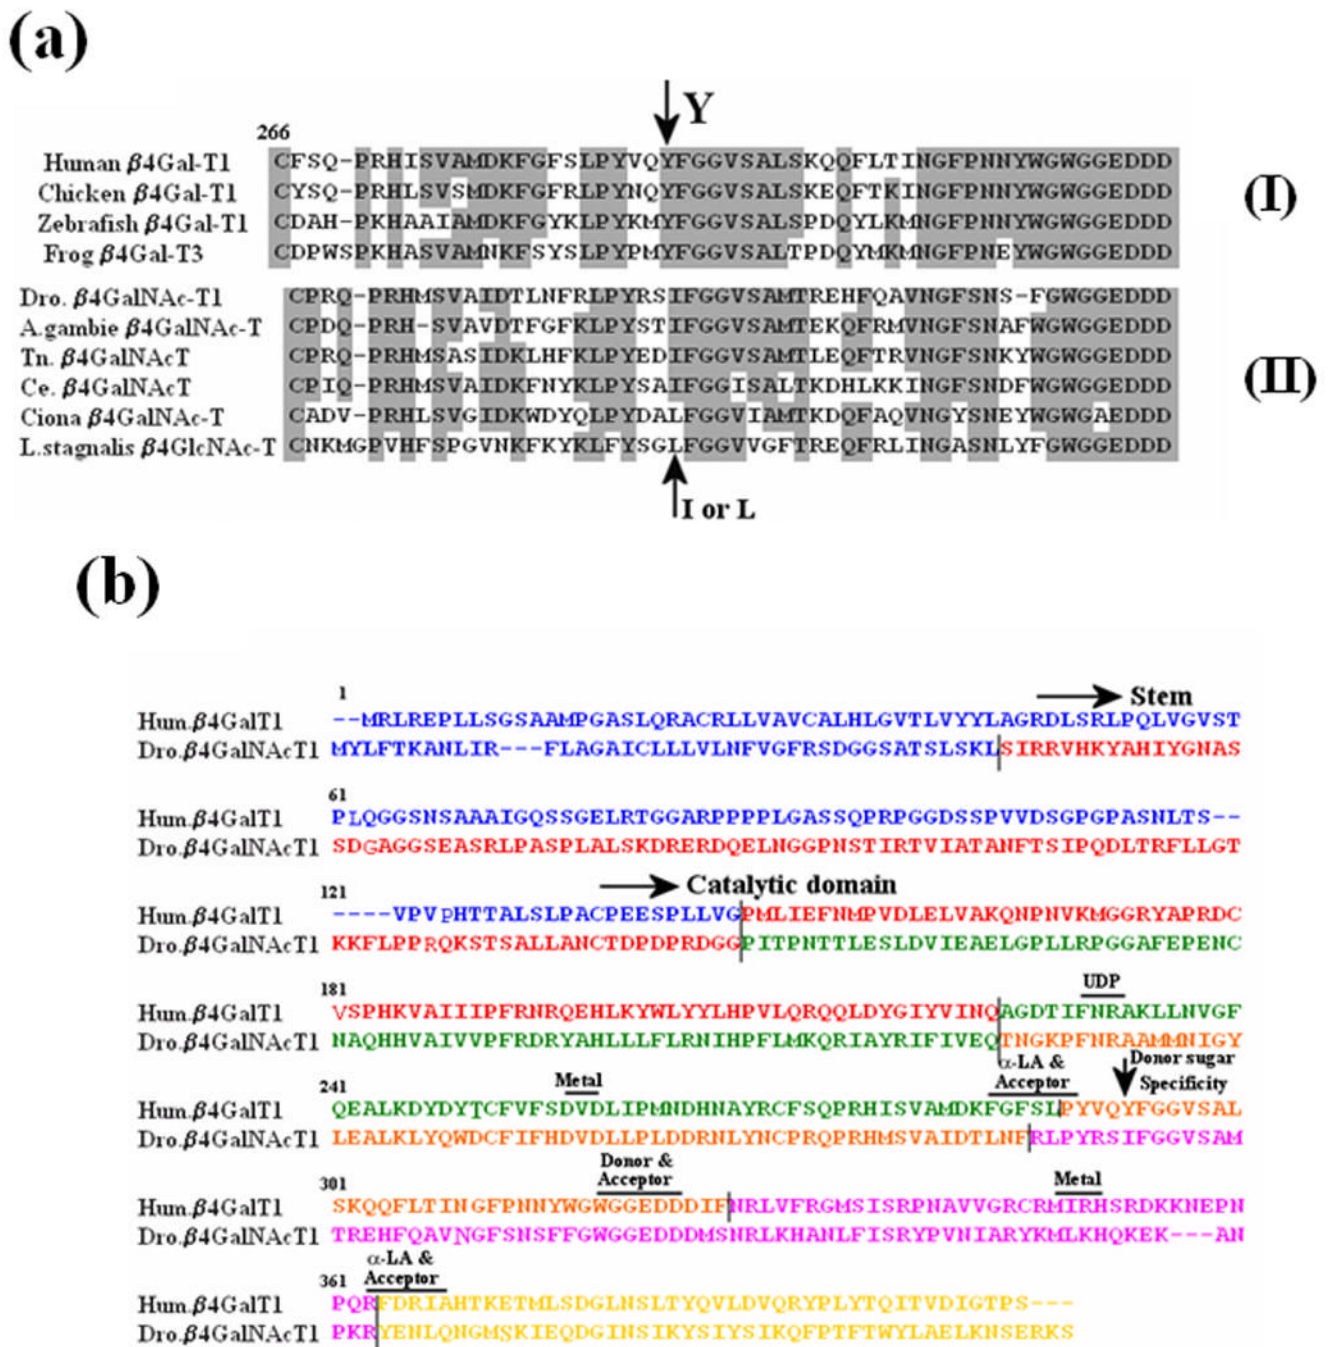 (a)
Y
266
Human β4Gal-T1 CFSQ-PRHISVAMDKFGFSLPYVQYFGGVSALSKQQFLTINGFPNNYWGWGGEDDD
Chicken β4Gal-T1 CYSQ-PRHLSVSMDKFGFRLPYNQYFGGVSALSKEQFTKINGFPNNYWGWGGEDDD
(I)
Zebrafish β4Gal-T1 CDAH-PKHAAIAMDKFGYKLPYKMYFGGVSALSPDQYLKMNGFPNNYWGWGGEDDD
Frog β4Gal-T3 CDPWSPKHASVAMNKFSYSLPYPMYFGGVSALTPDQYMKMNGFPNEYWGWGGEDDD
Dro. β4GalNAc-T1 CPRQ-PRHMSVAIDTLNFRLPYRSIFGGVSAMTREHFQAVNGFSNS-FGWGGEDDD
A.gambie β4GalNAc-T CPDQ-PRH-SVAVDTFGFKLPYSTIFGGVSAMTEKQFRMVNGFSNAFWGWGGEDDD
Tn. β4GalNAcT CPRQ-PRHMSASIDKLHFKLPYEDIFGGVSAMTLEQFTRVNGFSNKYWGWGGEDDD
Ce. β4GalNAcT CPIQ-PRHMSVAIDKFNYKLPYSAIFGGISALTKDHLKKINGFSNDFWGWGGEDDD
(II)
Ciona β4GalNAc-T CADV-PRHLSVGIDKWDYQLPYDALFGGVIAMTKDQFAQVNGYSNEYWGWGAEDDD
L.stagnalis β4GlcNAc-T CNKMGPVHFSPGVNKFKYKLFYSGLFGGVVGFTREQFRLINGASNLYFGWGGEDDD
I or L
(b)
1
Stem
Hum.β4GalT1 --MRLREPLLSGSAAMPGASLQRACRLLVAVCALHLGVTLVYYLAGRDLSRLPQLVGVST
Dro.β4GalNAcT1 MYLFTKANLIR---FLAGAICLLLVLNFVGFRSDGGSATSLSKLSIRRVHKYAHIYGNAS
61
Hum.β4GalT1 PLQGGSNSAAAIGQSSGELRTGGARPPPPLGASSQPRPGGDSSPVVDSGPGPASNLTS--
Dro.β4GalNAcT1 SDGAGGSEASRLPASPLALSKDRERDQELNGGPNSTIRTVIATANFTSIPQDLTRFLLGT
121
Catalytic domain
Hum.β4GalT1 ----VPVPHTTALSLPACPEESPLLVGPMLIEFNMPVDLELVAKQNPNVKMGGRYAPRDC
Dro.β4GalNAcT1 KKFLPPRQKSTSALLANCTDPDPRDGGPITPNTTLESLDVIEAELGPLLRPGGAFEPENC
181
UDP
Hum.β4GalT1 VSPHKVAIIIPFRNRQEHLKYWLYYLHPVLQRQQLDYGIYVINQAGDTIFNRAKLLNVGF
Dro.β4GalNAcT1 NAQHHVAIVVPFRDRYAHLLLFLRNIHPFLMKQRIAYRIFIVEQTNGKPFNRAAMMNIGY
241
Metal
α-LA & Acceptor
Donor sugar Specificity
Hum.β4GalT1 QEALKDYDYTCFVFSDVDLIPMNDHNAYRCFSQPRHISVAMDKFGFSLPYVQYFGGVSAL
Dro.β4GalNAcT1 LEALKLYQWDCFIFHDVDLLPLDDRNLYNCPRQPRHMSVAIDTLNFRLPYRSIFGGVSAM
301
Donor & Acceptor
Metal
Hum.β4GalT1 SKQQFLTINGFPNNYWGWGGEDDDIFNRLVFRGMSISRPNAVVGRCRMIRHSRDKKNEPN
Dro.β4GalNAcT1 TREHFQAVNGFSNSFFGWGGEDDDMSNRLKHANLFISRYPVNIARYKMLKHQKEK---AN
361
α-LA & Acceptor
Hum.β4GalT1 PQRFDRIAHTKETMLSDGLNSLTYQVLDVQRYPLYTQITVDIGTPS---
Dro.β4GalNAcT1 PKRYENLQNGMSKIEQDGINSIKYSIYSIKQFPTFTWYLAELKNSERKS